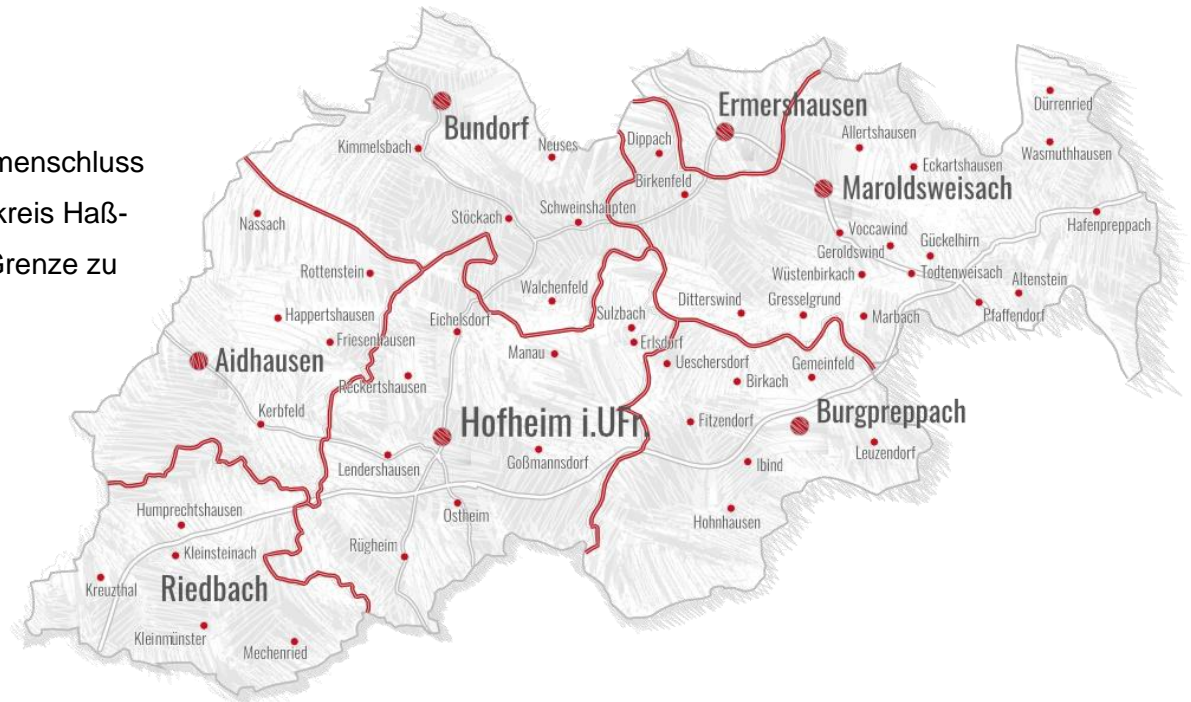 menschluss
kreis Haß-
Grenze zu
Ermershausen
Dürrenried
Bundorf
Allertshausen
Kimmelsbach
Neuses
Dippach
Wasmuthhausen
Eckartshausen
Birkenfeld
Maroldsweisach
Nassach
Stöckach
Schweinshaupten
Voccawind
Hafenpreppach
Gückelhirn
Geroldswind
Rottenstein
Wüstenbirkach
Todtenweisach
Walchenfeld
Altenstein
Ditterswind
Gresselgrund
Happertshausen
Eichelsdorf
Sulzbach
Marbach
Pfaffendorf
Friesenhausen
Erlsdorf
Manau
Aidhausen
Ueschersdorf
Gemeinfeld
Reckertshausen
Birkach
Kerbfeld
Hofheim i.UFr.
Fitzendorf
Burgpreppach
Leuzendorf
Lendershausen
Goßmannsdorf
Ibind
Humprechtshausen
Ostheim
Hohnhausen
Rügheim
Kleinsteinach
Kreuzthal
Riedbach
Kleinmünster
Mechenried